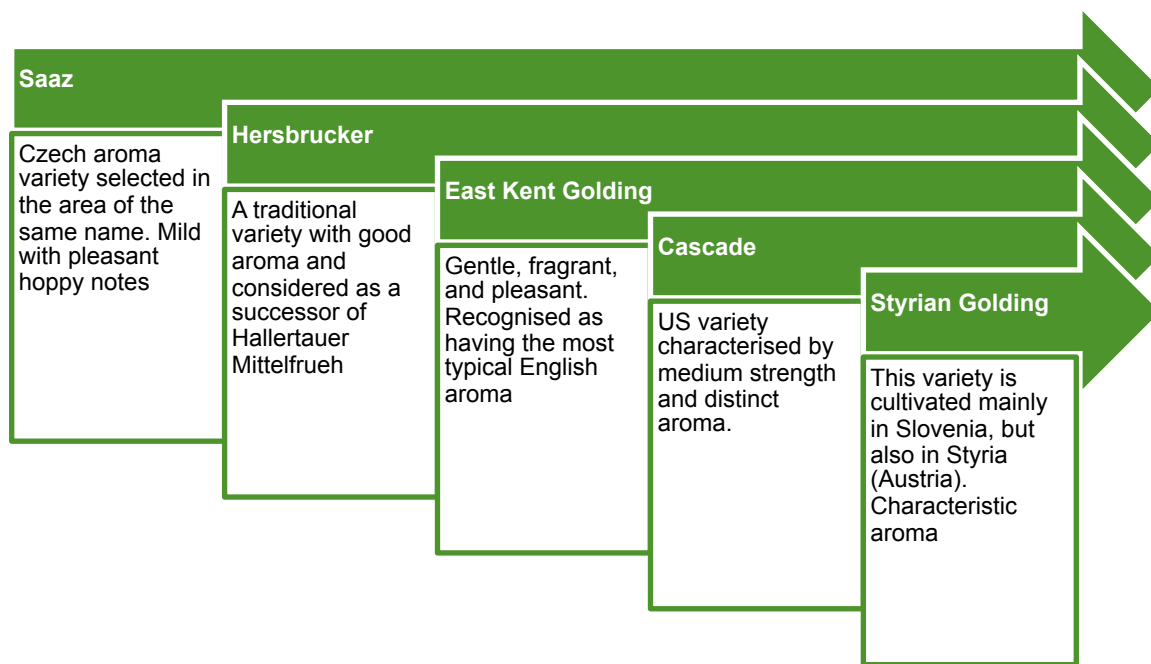 Saaz
Czech aroma
variety selected in
the area of the
same name. Mild
with pleasant
hoppy notes
Hersbrucker
A traditional
variety with good
aroma and
considered as a
successor of
Hallertauer
Mittelfrueh
East Kent Golding
Gentle, fragrant,
and pleasant.
Recognised as
having the most
typical English
aroma
Cascade
US variety
characterised by
medium strength
and distinct
aroma.
Styrian Golding
This variety is
cultivated mainly
in Slovenia, but
also in Styria
(Austria).
Characteristic
aroma